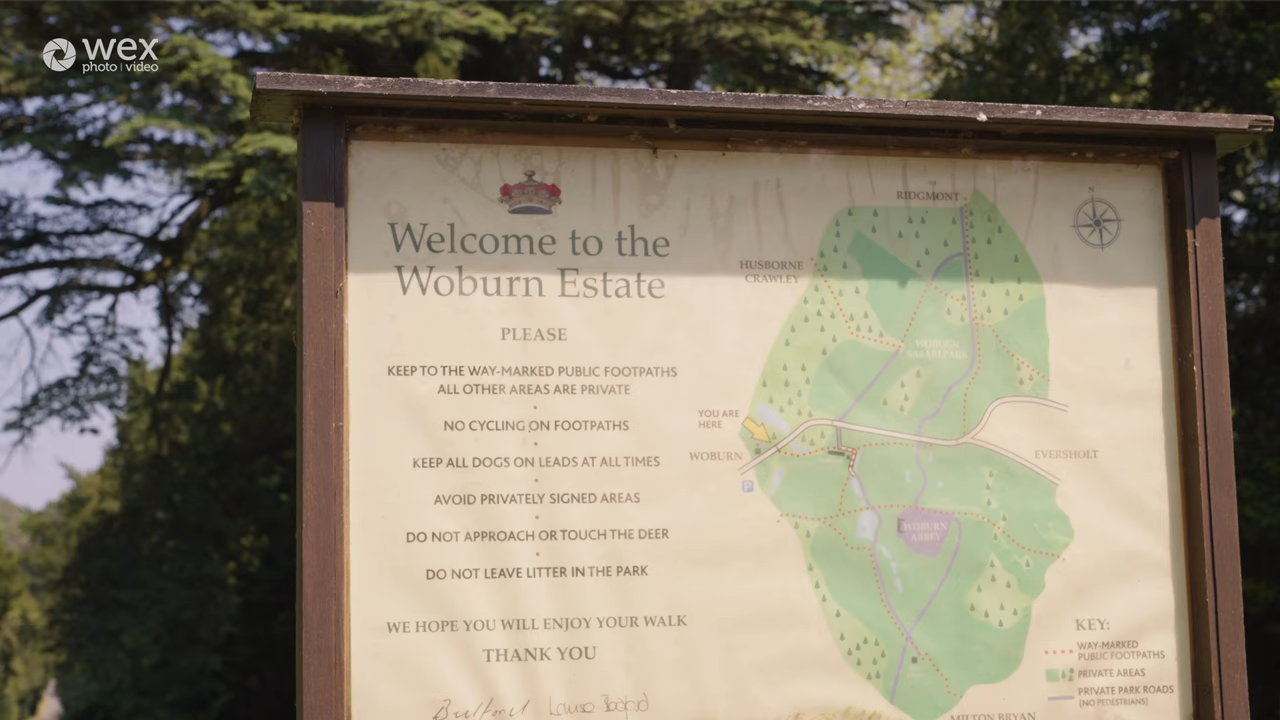 wex
photo | video
Welcome to the
Woburn Estate
PLEASE
KEEP TO THE WAY-MARKED PUBLIC FOOTPATHS
ALL OTHER AREAS ARE PRIVATE
NO CYCLING ON FOOTPATHS
KEEP ALL DOGS ON LEADS AT ALL TIMES
AVOID PRIVATELY SIGNED AREAS
DO NOT APPROACH OR TOUCH THE DEER
DO NOT LEAVE LITTER IN THE PARK
WE HOPE YOU WILL ENJOY YOUR WALK
THANK YOU
RIDGMONT
N
HUSBORNE
CRAWLEY
WOBURN
SAFARI PARK
YOU ARE
HERE
WOBURN
P
EVERSHOLT
WOBURN
ABBEY
KEY:
WAY-MARKED
PUBLIC FOOTPATHS
PRIVATE AREAS
PRIVATE PARK ROADS
(NO PEDESTRIANS)
MILTON BRYAN